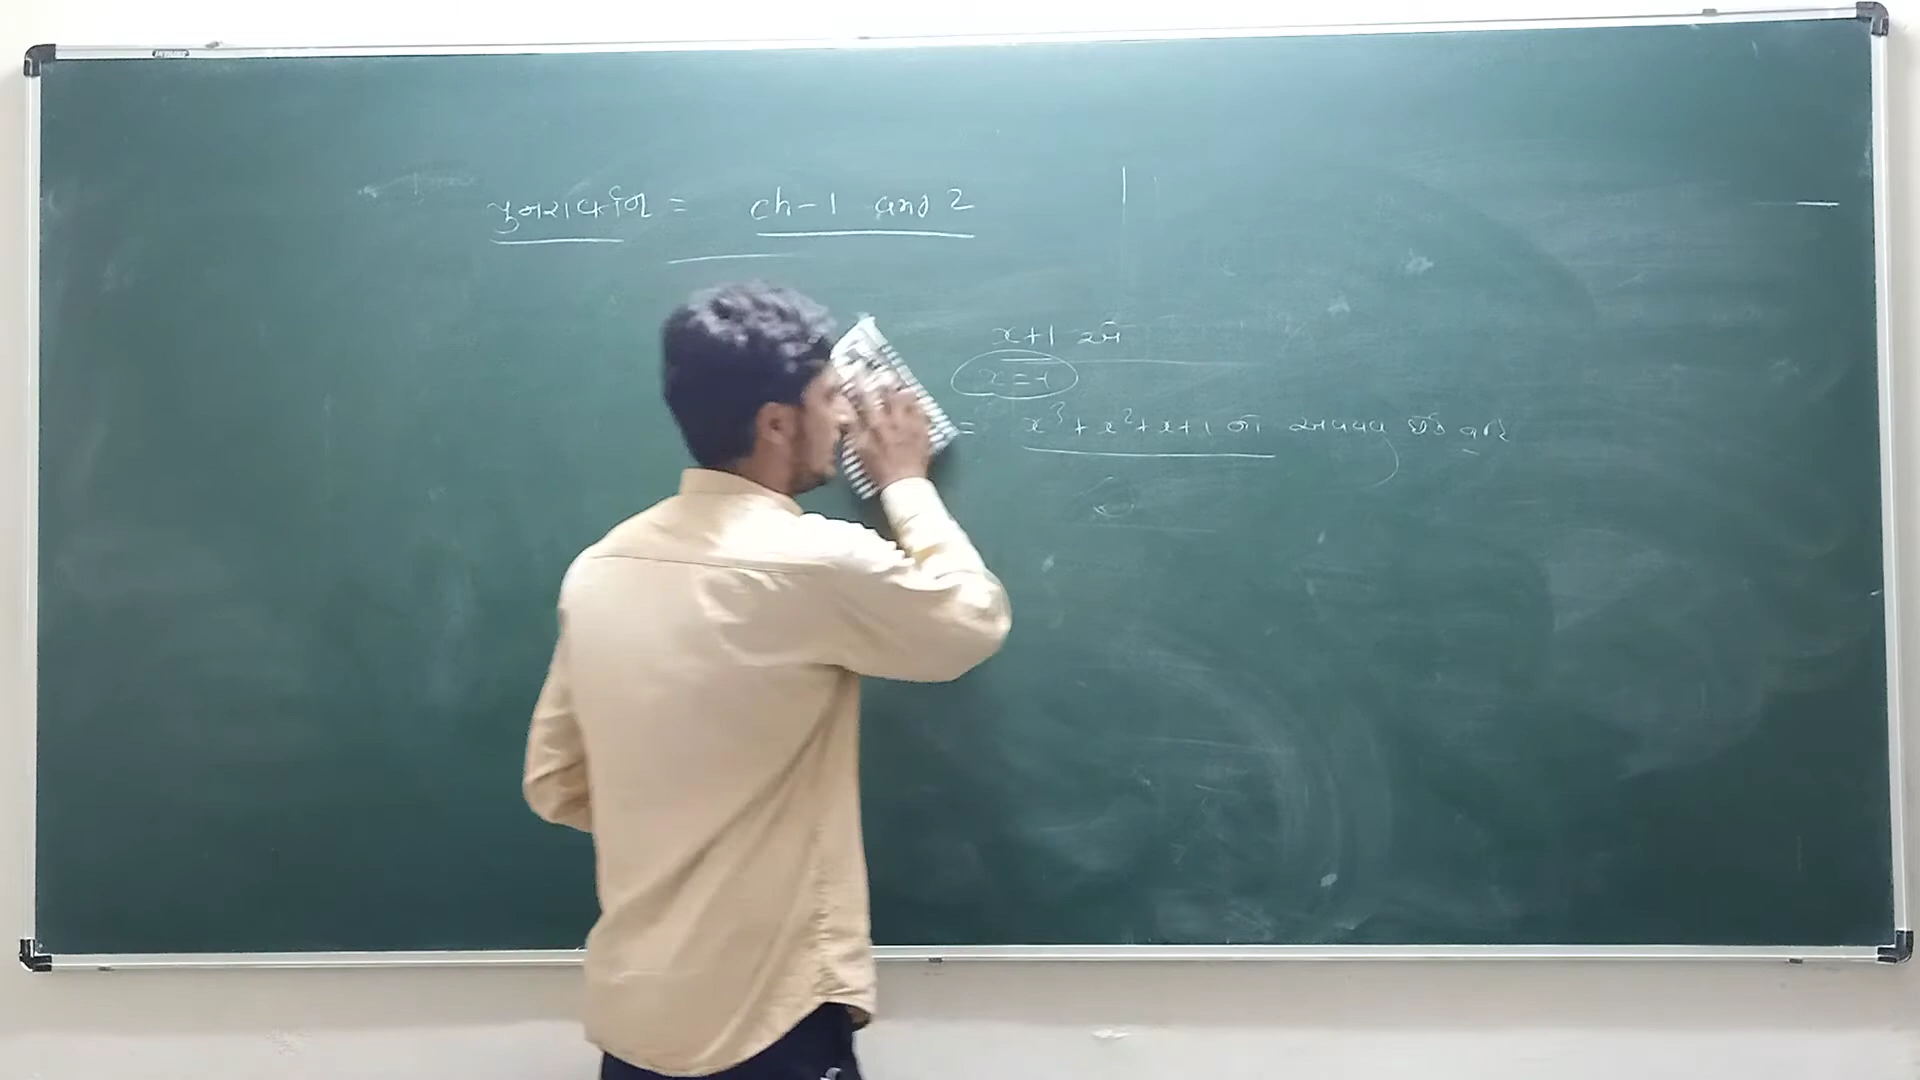 પુનરાવર્તન = ch-1 and 2
x+1 એ
x=-1
= x³+x²+x+1 નો અવયવ છે કે નહિ